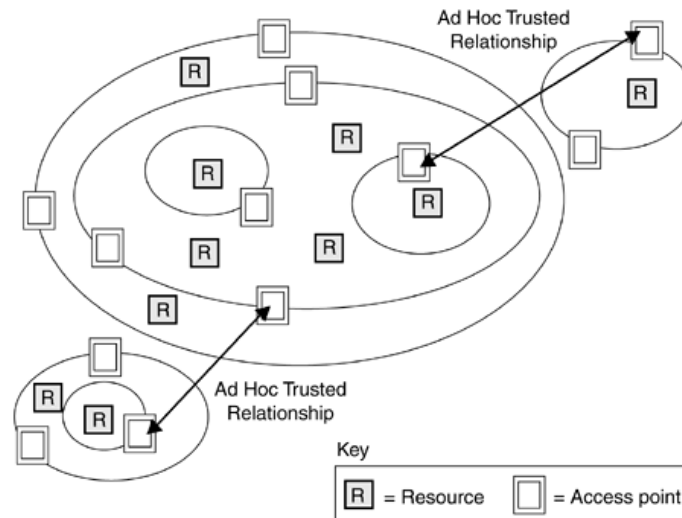 Ad Hoc Trusted
Relationship
R
R
R
R
R
R
R
R
Ad Hoc Trusted
Relationship
R
R
Key
R = Resource
= Access point